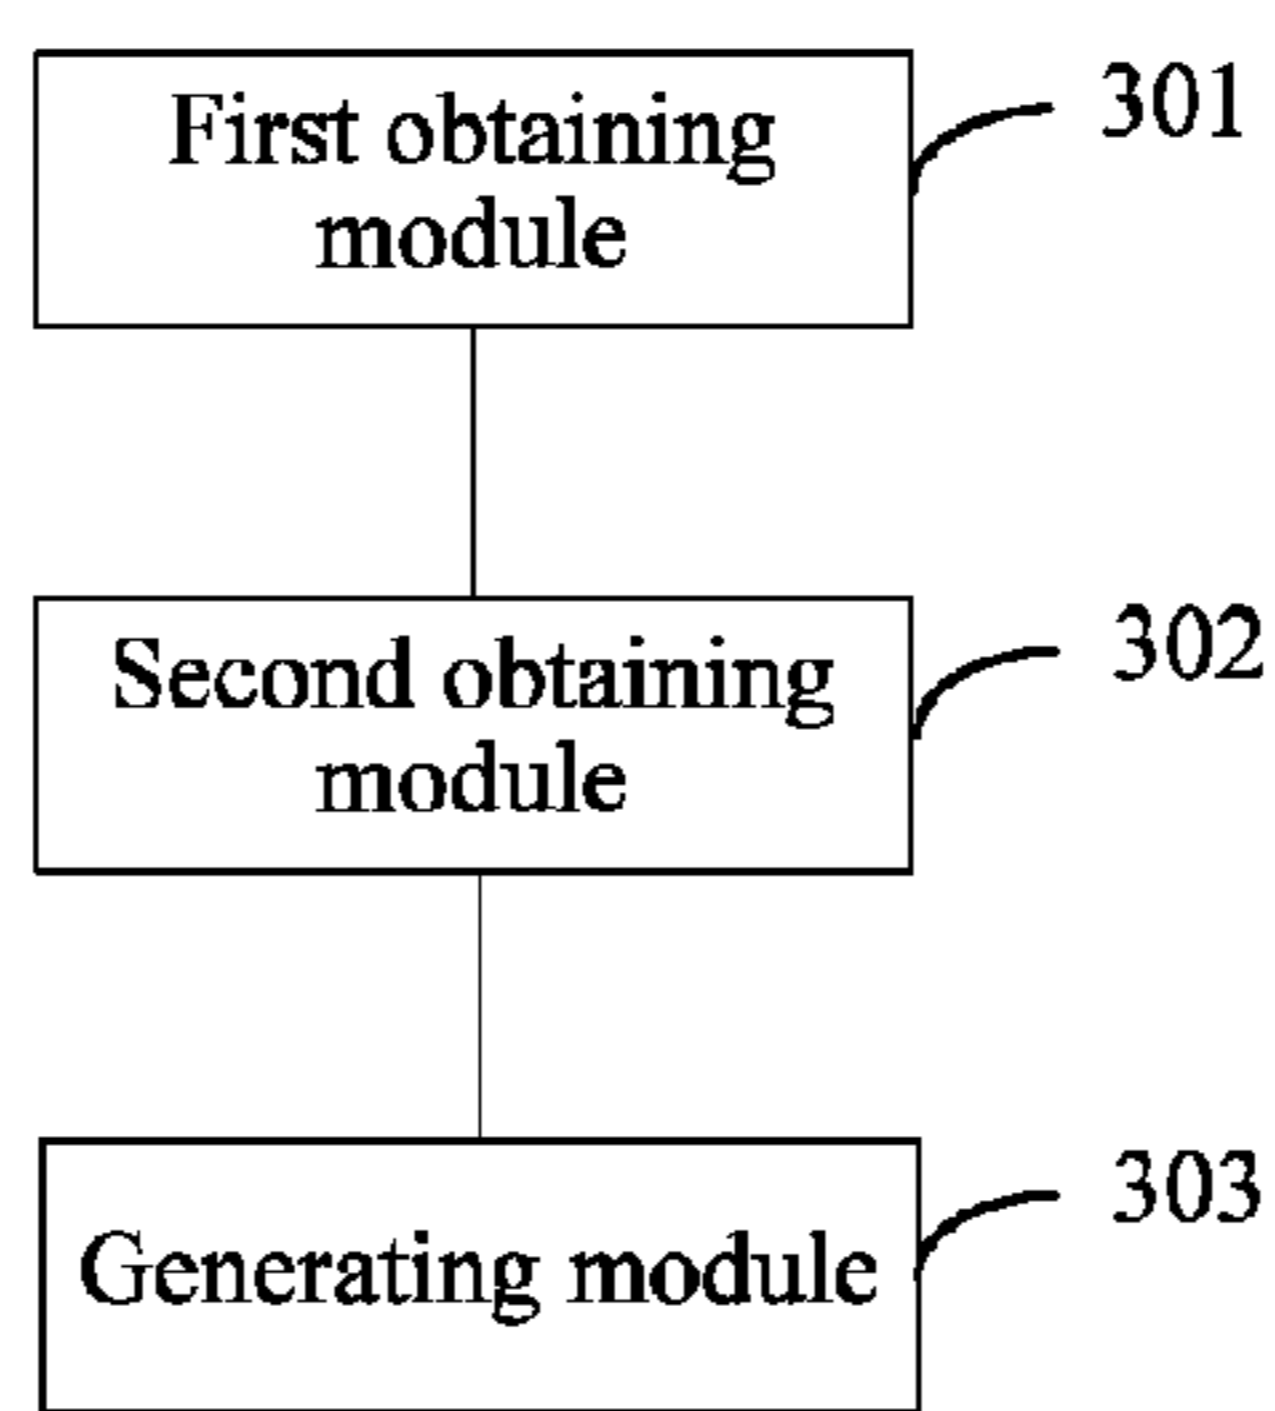 First obtaining
module
301
Second obtaining
module
302
Generating module
303